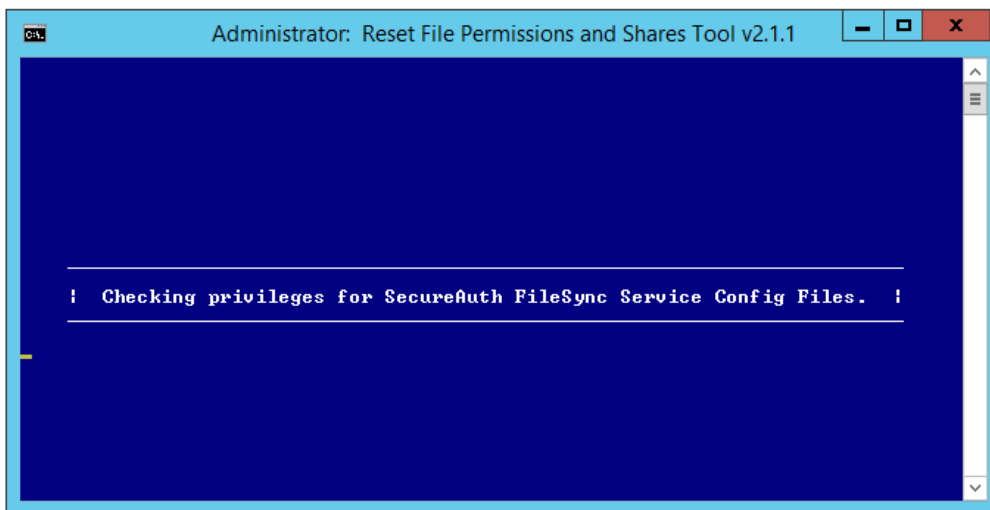 Administrator: Reset File Permissions and Shares Tool v2.1.1
¦ Checking privileges for SecureAuth FileSync Service Config Files. ¦